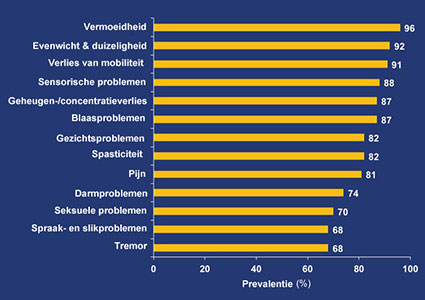 Vermoeidheid 96
Evenwicht & duizeligheid 92
Verlies van mobiliteit 91
Sensorische problemen 88
Geheugen-/concentratieverlies 87
Blaasproblemen 87
Gezichtsproblemen 82
Spasticiteit 82
Pijn 81
Darmproblemen 74
Seksuele problemen 70
Spraak- en slikproblemen 68
Tremor 68
0 20 40 60 80 100
Prevalentie (%)